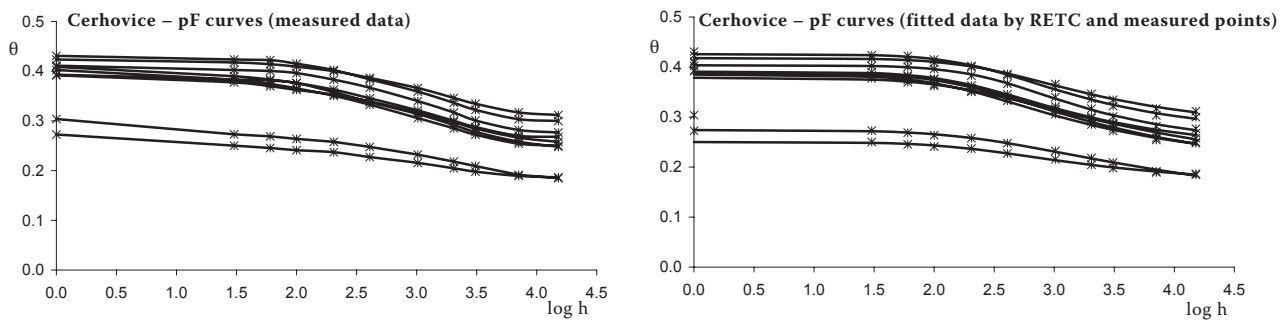 Cerhovice – pF curves (measured data)
θ
0.5
0.4
0.3
0.2
0.1
0.0
0.0 0.5 1.0 1.5 2.0 2.5 3.0 3.5 4.0 4.5
log h
Cerhovice – pF curves (fitted data by RETC and measured points)
θ
0.5
0.4
0.3
0.2
0.1
0.0
0.0 0.5 1.0 1.5 2.0 2.5 3.0 3.5 4.0 4.5
log h